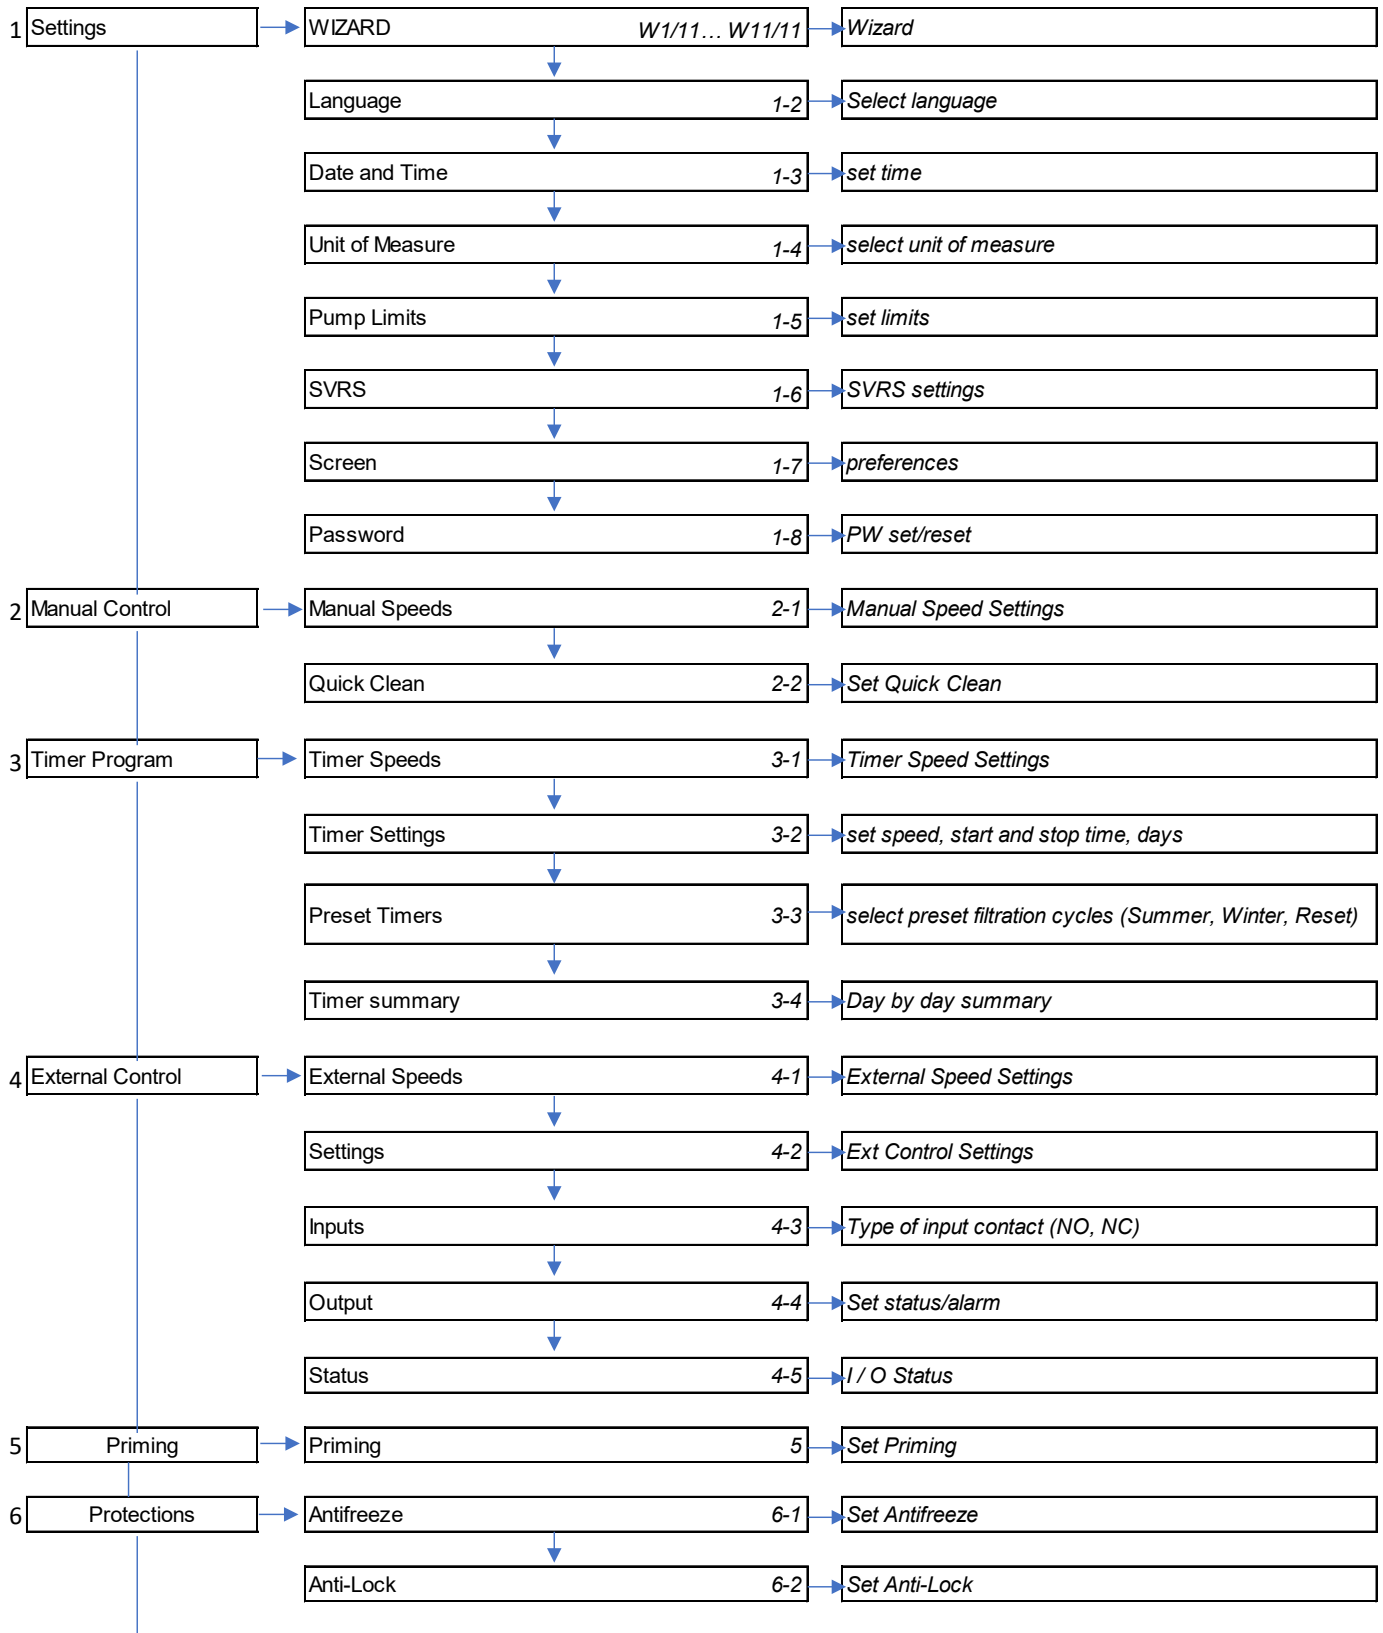 1 Settings WIZARD W1/11… W11/11 Wizard
Language 1-2 Select language
Date and Time 1-3 set time
Unit of Measure 1-4 select unit of measure
Pump Limits 1-5 set limits
SVRS 1-6 SVRS settings
Screen 1-7 preferences
Password 1-8 PW set/reset
2 Manual Control Manual Speeds 2-1 Manual Speed Settings
Quick Clean 2-2 Set Quick Clean
3 Timer Program Timer Speeds 3-1 Timer Speed Settings
Timer Settings 3-2 set speed, start and stop time, days
Preset Timers 3-3 select preset filtration cycles (Summer, Winter, Reset)
Timer summary 3-4 Day by day summary
4 External Control External Speeds 4-1 External Speed Settings
Settings 4-2 Ext Control Settings
Inputs 4-3 Type of input contact (NO, NC)
Output 4-4 Set status/alarm
Status 4-5 I / O Status
5 Priming Priming 5 Set Priming
6 Protections Antifreeze 6-1 Set Antifreeze
Anti-Lock 6-2 Set Anti-Lock